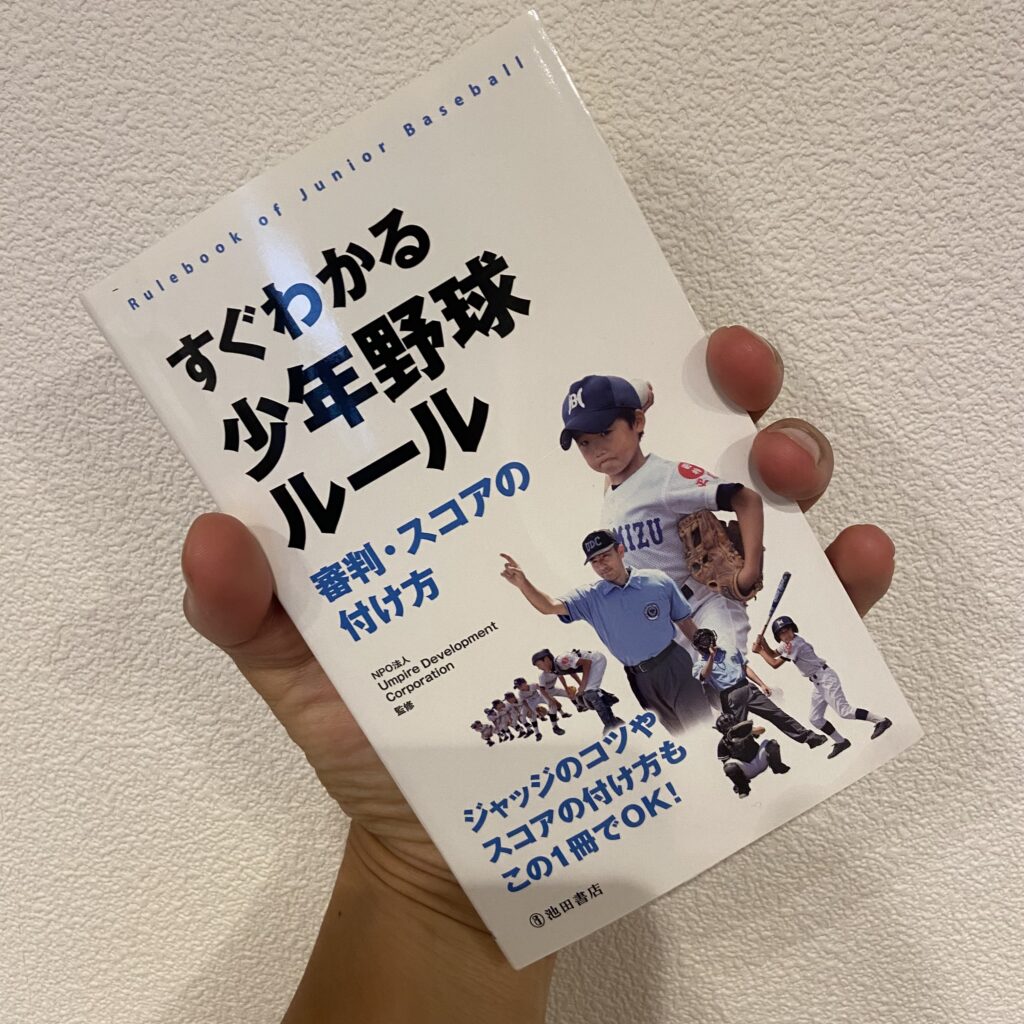 Rulebook of Junior Baseball
すぐわかる
少年野球
ルール
審判・スコアの
付け方
NPO法人
Umpire Development
Corporation
監修
MIZU
UDC
ジャッジのコツや
スコアの付け方も
この1冊でOK!
池田書店